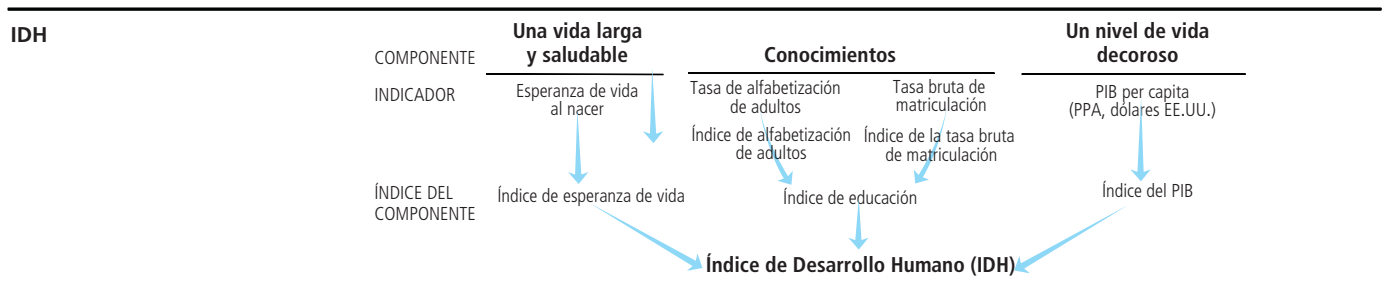 IDH
Una vida larga
y saludable
Conocimientos
Un nivel de vida
decoroso
COMPONENTE
INDICADOR
Esperanza de vida
al nacer
Tasa de alfabetización
de adultos
Tasa bruta de
matriculación
PIB per capita
(PPA, dólares EE.UU.)
Índice de alfabetización
de adultos
Índice de la tasa bruta
de matriculación
ÍNDICE DEL
COMPONENTE
Índice de esperanza de vida
Índice de educación
Índice del PIB
Índice de Desarrollo Humano (IDH)